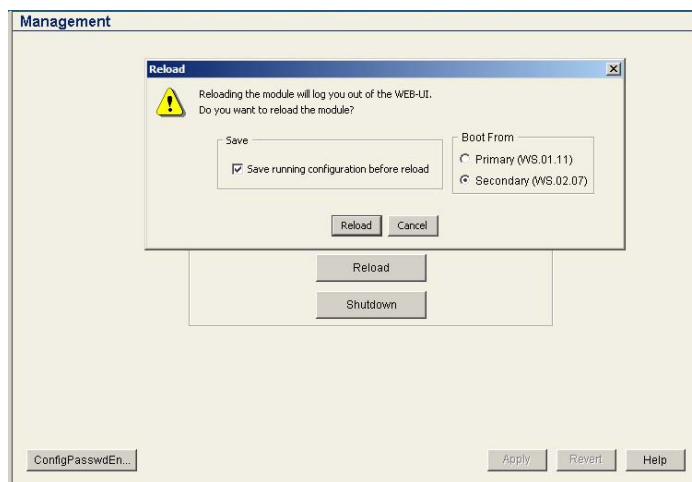 Management
Reload
Reloading the module will log you out of the WEB-UI.
Do you want to reload the module?
Save
Save running configuration before reload
Boot From
Primary (WS.01.11)
Secondary (WS.02.07)
Reload
Cancel
Reload
Shutdown
ConfigPasswdEn...
Apply
Revert
Help